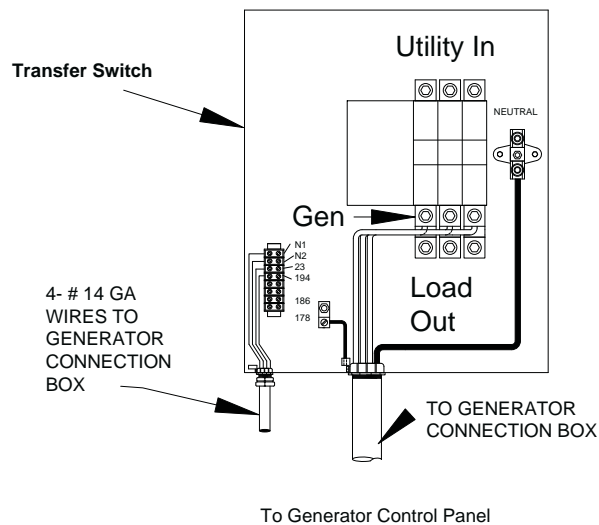 Utility In
Transfer Switch
NEUTRAL
Gen
N1
N2
23
194
186
178
Load
Out
4- # 14 GA
WIRES TO
GENERATOR
CONNECTION
BOX
TO GENERATOR
CONNECTION BOX
To Generator Control Panel